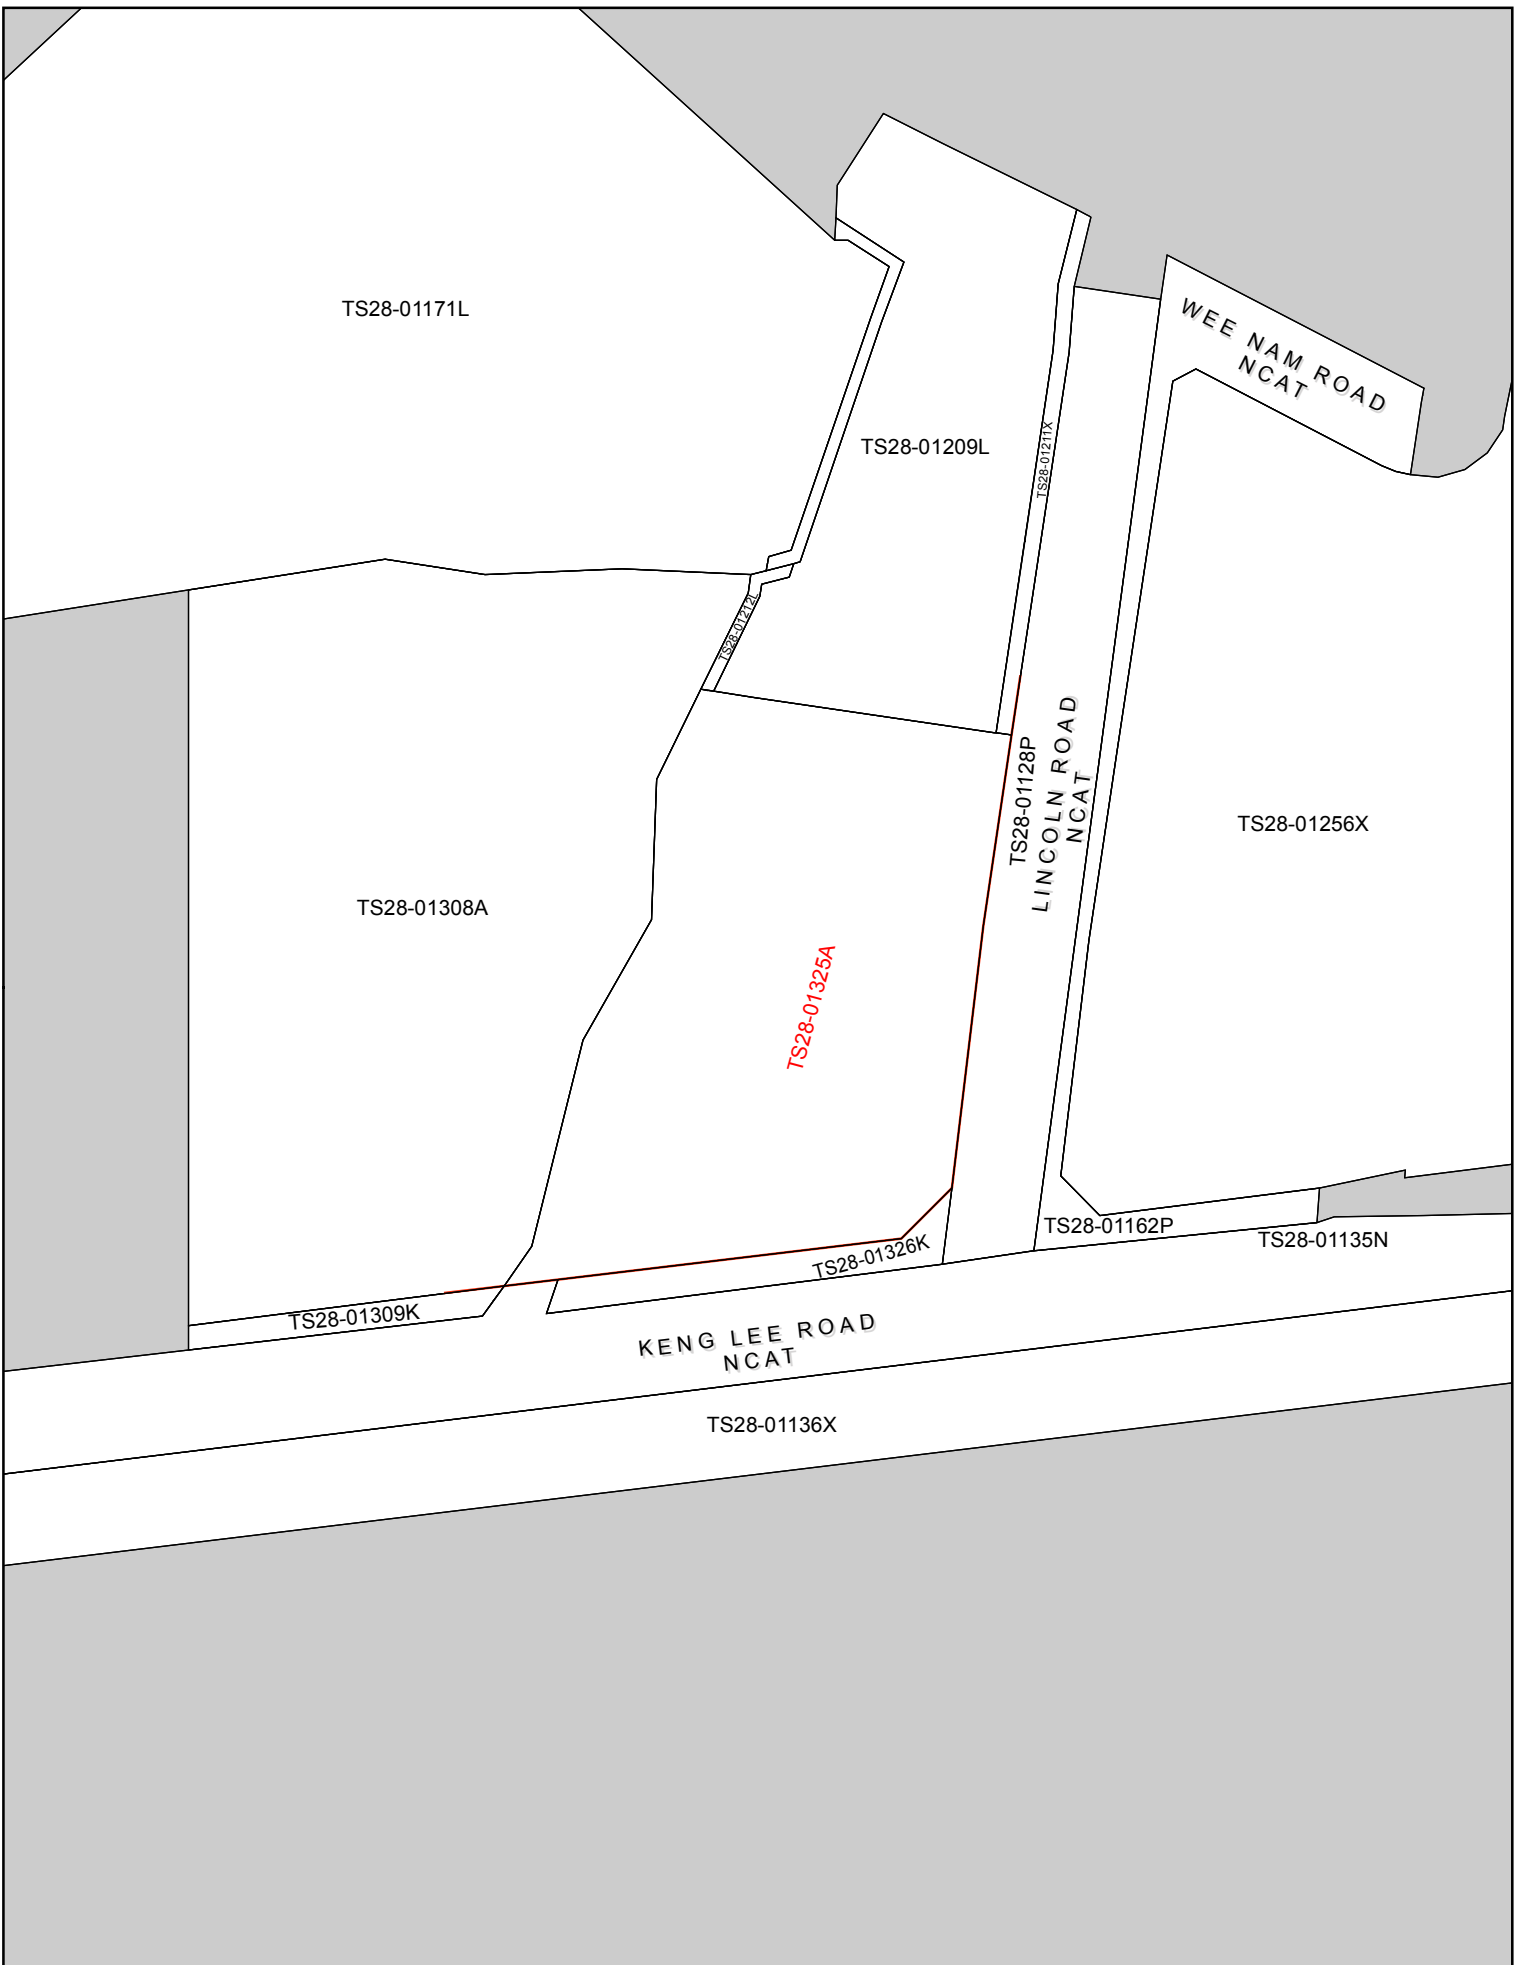 TS28-01171L
WEE NAM ROAD
NCAT
TS28-01209L
TS28-01211X
TS28-01212L
TS28-01128P
LINCOLN ROAD
NCAT
TS28-01256X
TS28-01308A
TS28-01325A
TS28-01162P
TS28-01135N
TS28-01326K
TS28-01309K
KENG LEE ROAD
NCAT
TS28-01136X